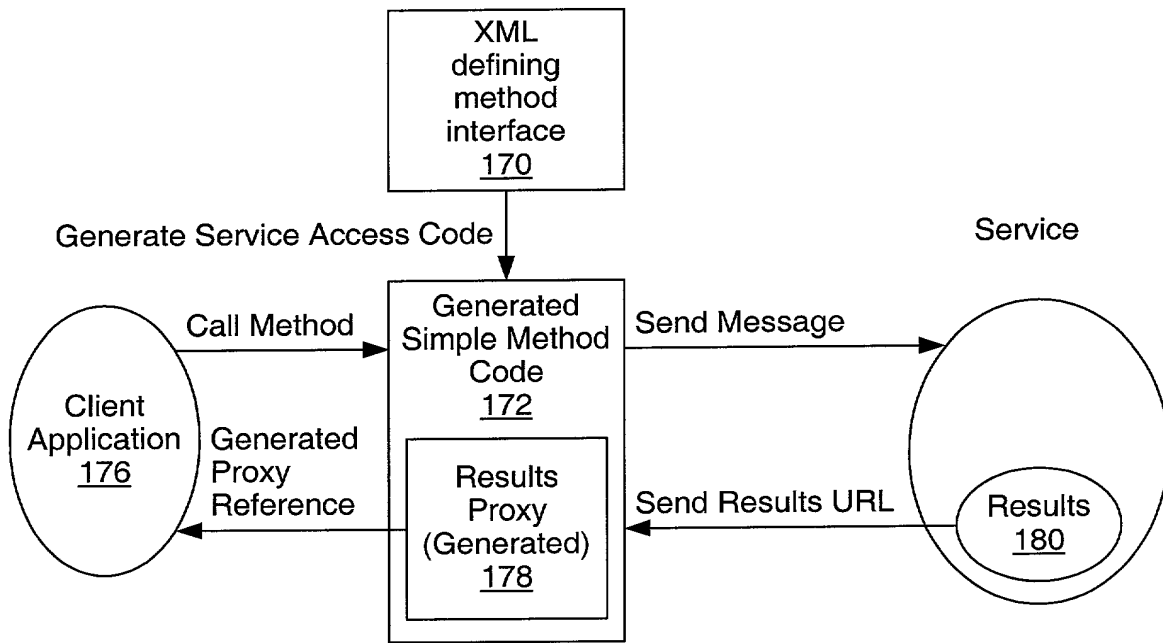 XML
defining
method
interface
170
Generate Service Access Code
Service
Call Method
Generated
Simple Method
Code
172
Send Message
Client
Application
176
Generated
Proxy
Reference
Results
Proxy
(Generated)
178
Send Results URL
Results
180